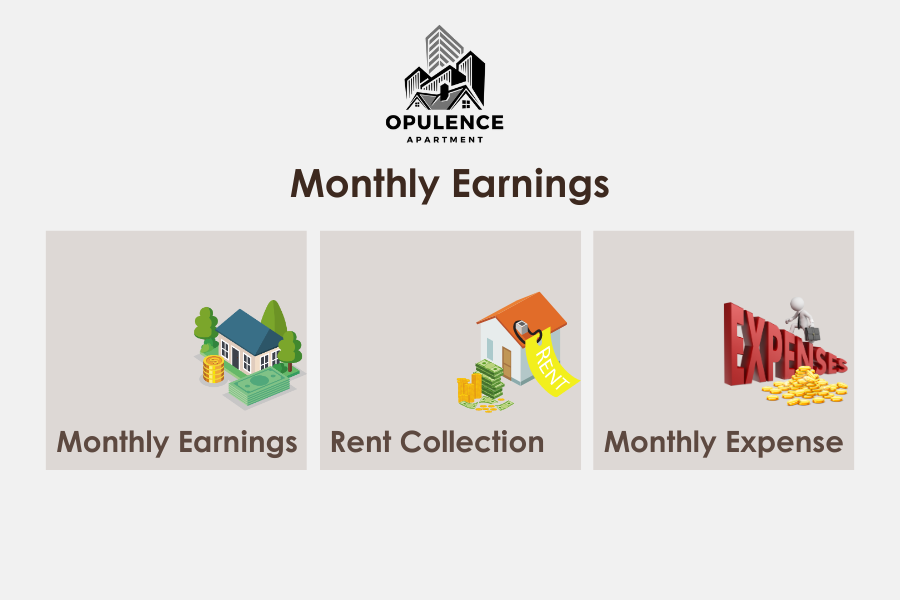 OPULENCE
APARTMENT
Monthly Earnings
RENT
EXPENSES
Monthly Earnings
Rent Collection
Monthly Expense